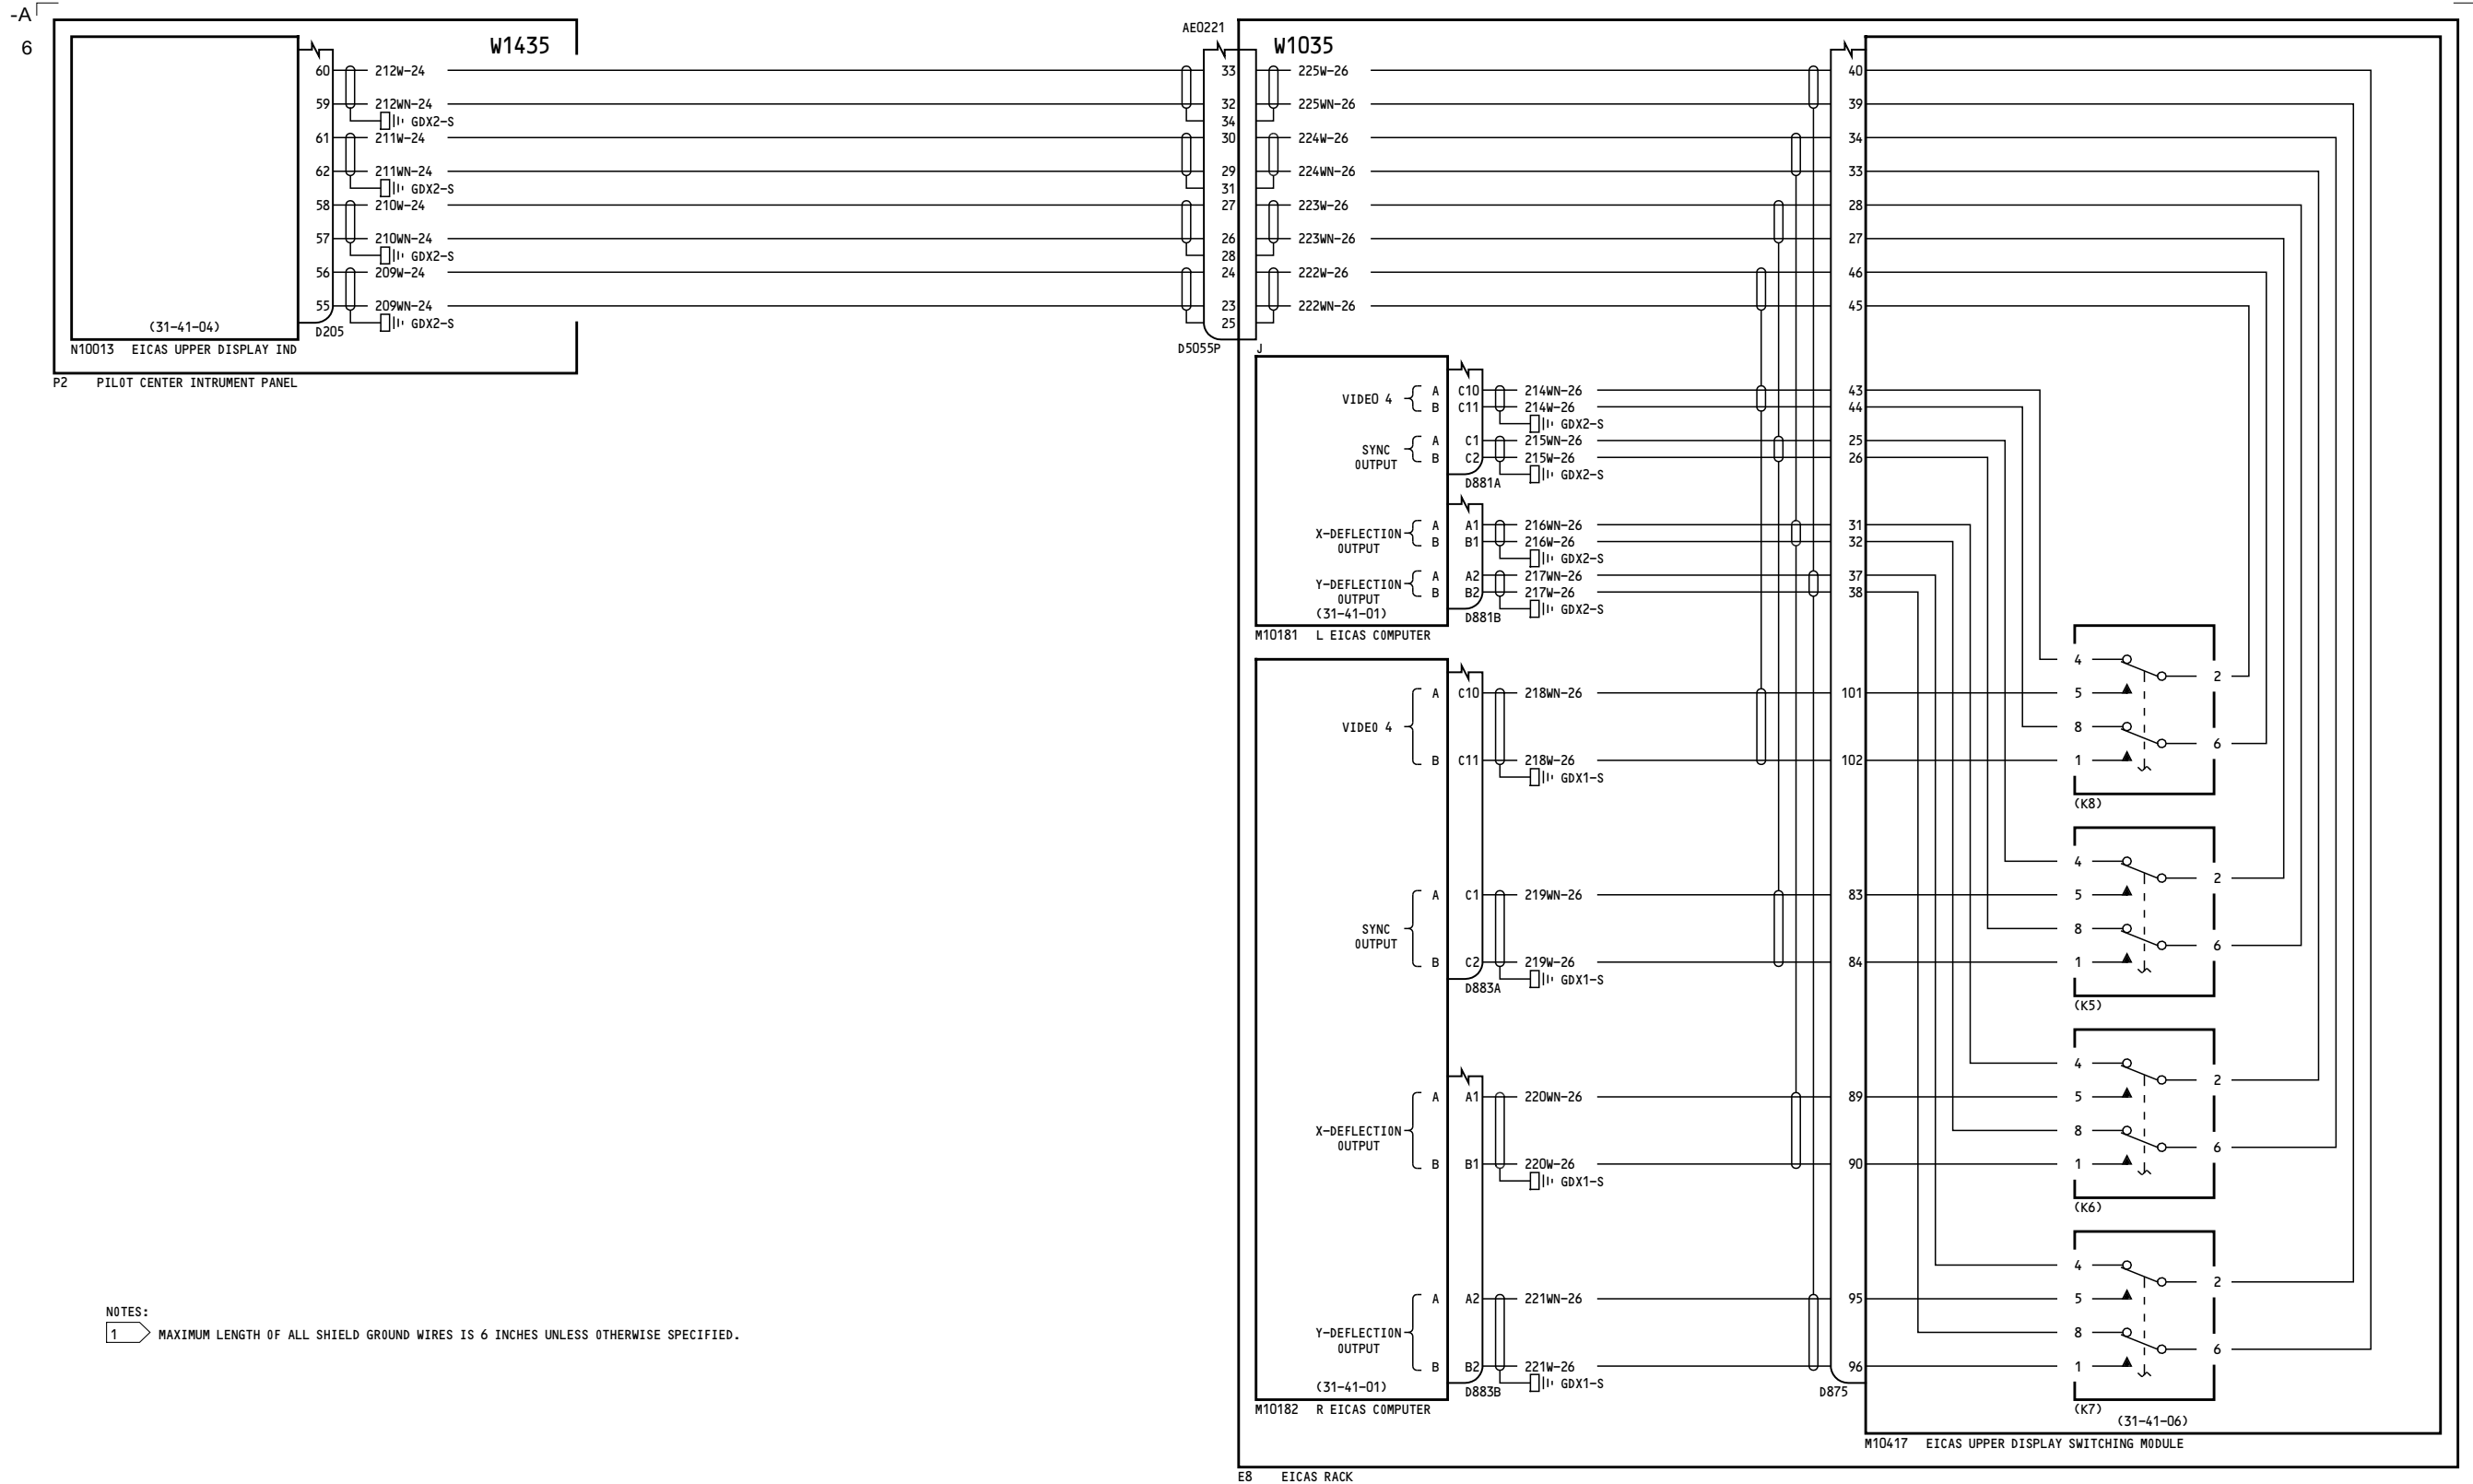 -A
6
W1435
60 212W-24
59 212WN-24
GDX2-S
61 211W-24
62 211WN-24
GDX2-S
58 210W-24
57 210WN-24
GDX2-S
56 209W-24
55 209WN-24
GDX2-S
(31-41-04)
D205
N10013 EICAS UPPER DISPLAY IND
P2 PILOT CENTER INTRUMENT PANEL
AE0221
W1035
33 225W-26 40
32 225WN-26 39
34
30 224W-26 34
29 224WN-26 33
31
27 223W-26 28
26 223WN-26 27
28
24 222W-26 46
23 222WN-26 45
25
D5055P J
VIDEO 4
A C10 214WN-26 43
B C11 214W-26 44
GDX2-S
SYNC
OUTPUT
A C1 215WN-26 25
B C2 215W-26 26
GDX2-S
D881A
X-DEFLECTION
OUTPUT
A A1 216WN-26 31
B B1 216W-26 32
GDX2-S
Y-DEFLECTION
OUTPUT
A A2 217WN-26 37
B B2 217W-26 38
GDX2-S
(31-41-01)
D881B
M10181 L EICAS COMPUTER
VIDEO 4
A C10 218WN-26 101
B C11 218W-26 102
GDX1-S
SYNC
OUTPUT
A C1 219WN-26 83
B C2 219W-26 84
GDX1-S
D883A
X-DEFLECTION
OUTPUT
A A1 220WN-26 89
B B1 220W-26 90
GDX1-S
Y-DEFLECTION
OUTPUT
A A2 221WN-26 95
B B2 221W-26 96
GDX1-S
(31-41-01)
D883B
D875
M10182 R EICAS COMPUTER
4
2
5
8
6
1
(K8)
4
2
5
8
6
1
(K5)
4
2
5
8
6
1
(K6)
4
2
5
8
6
1
(K7)
(31-41-06)
M10417 EICAS UPPER DISPLAY SWITCHING MODULE
E8 EICAS RACK
NOTES:
1 MAXIMUM LENGTH OF ALL SHIELD GROUND WIRES IS 6 INCHES UNLESS OTHERWISE SPECIFIED.